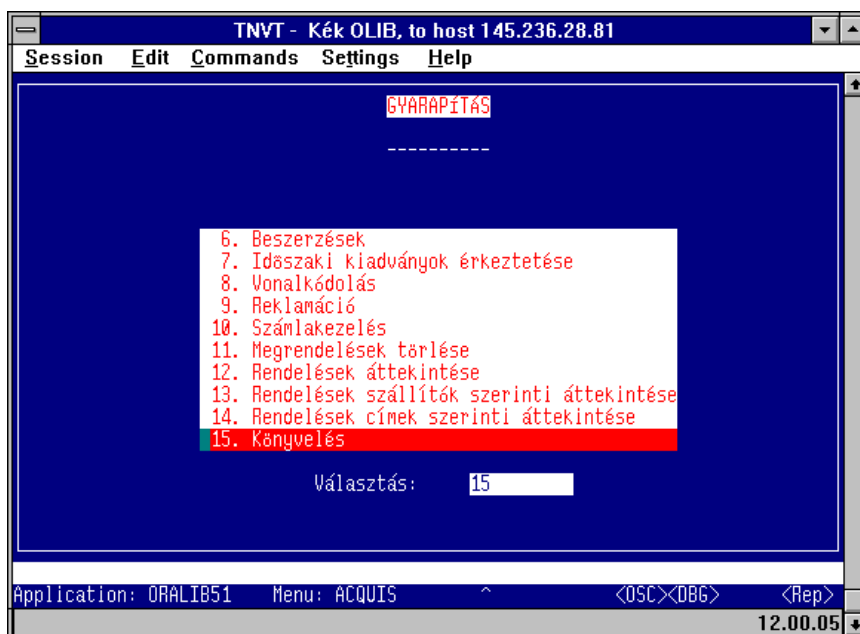 TNVT - Kék OLIB, to host 145.236.28.81
Session Edit Commands Settings Help
GYARAPíTáS
----------
6. Beszerzések
7. Idöszaki kiadványok érkeztetése
8. Vonalkódolás
9. Reklamáció
10. Számlakezelés
11. Megrendelések törlése
12. Rendelések áttekintése
13. Rendelések szállítók szerinti áttekintése
14. Rendelések címek szerinti áttekintése
15. Könyvelés
Választás: 15
Application: ORALIB51 Menu: ACQUIS ^ <OSC><DBG> <Rep>
12.00.05